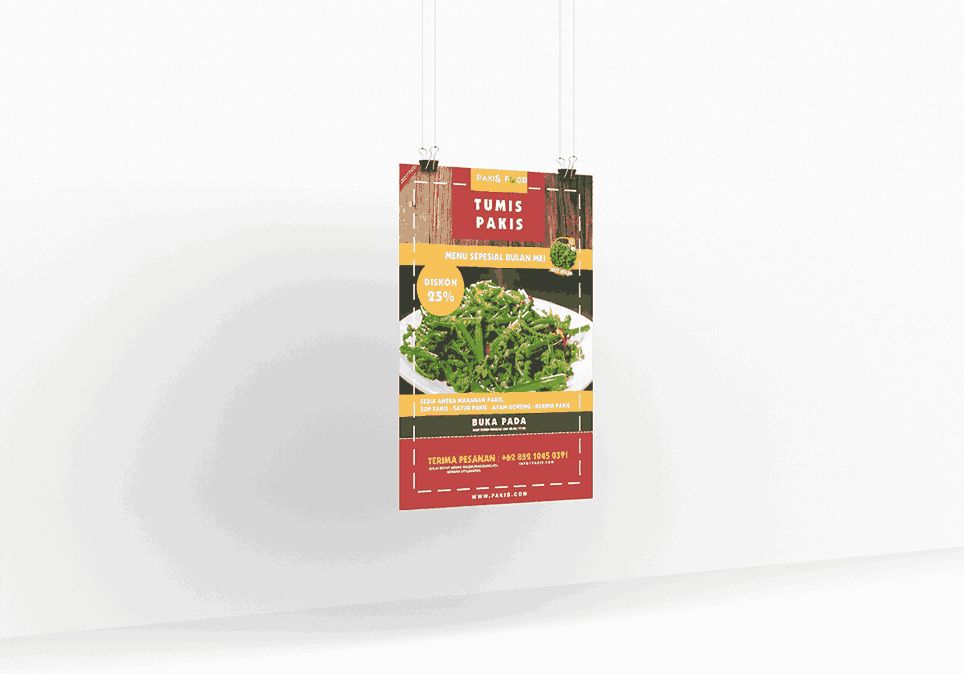 PAKIS FOOD
TUMIS
PAKIS
MENU SEPESIAL BULAN MEI
DISKON
25%
SEDIA ANEKA MAKANAN PAKIS,
SOP PAKIS - SAYUR PAKIS - AYAM GORENG - KERIPIK PAKIS
BUKA PADA
TERIMA PESANAN : +62 852 1045 0391
WWW.PAKIS.COM